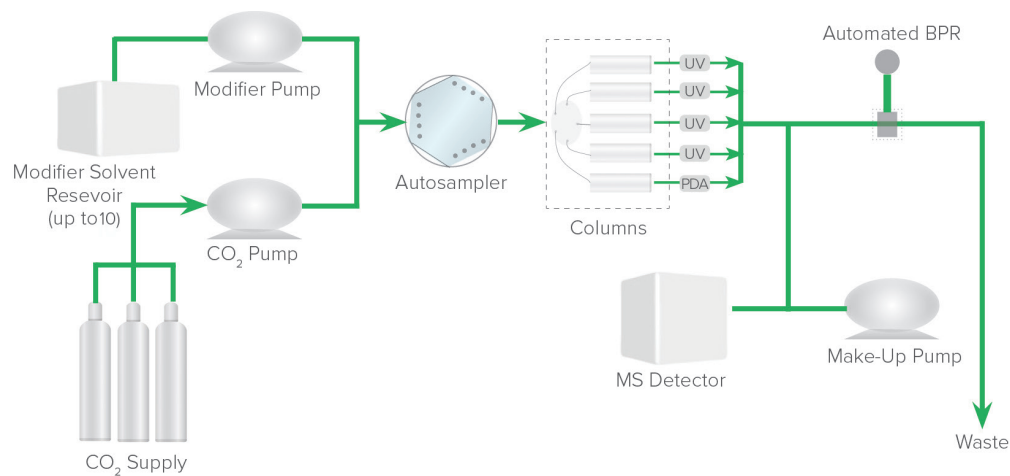 Modifier Pump
Modifier Solvent
Resevoir
(up to10)
CO₂ Pump
CO₂ Supply
Autosampler
UV
UV
UV
UV
PDA
Columns
Automated BPR
MS Detector
Make-Up Pump
Waste